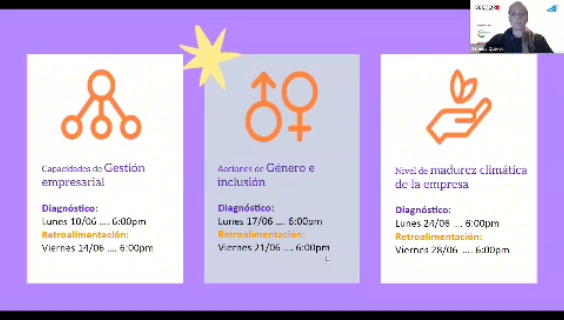 Capacidades de Gestión
empresarial
Diagnóstico:
Lunes 10/06 .... 6:00pm
Retroalimentación:
Viernes 14/06 .... 6:00pm
Acciones de Género e
inclusión
Diagnóstico:
Lunes 17/06 .... 6:00pm
Retroalimentación:
Viernes 21/06 .... 6:00pm
Nivel de madurez climática
de la empresa
Diagnóstico:
Lunes 24/06 .... 6:00pm
Retroalimentación:
Viernes 28/06 .... 6:00pm